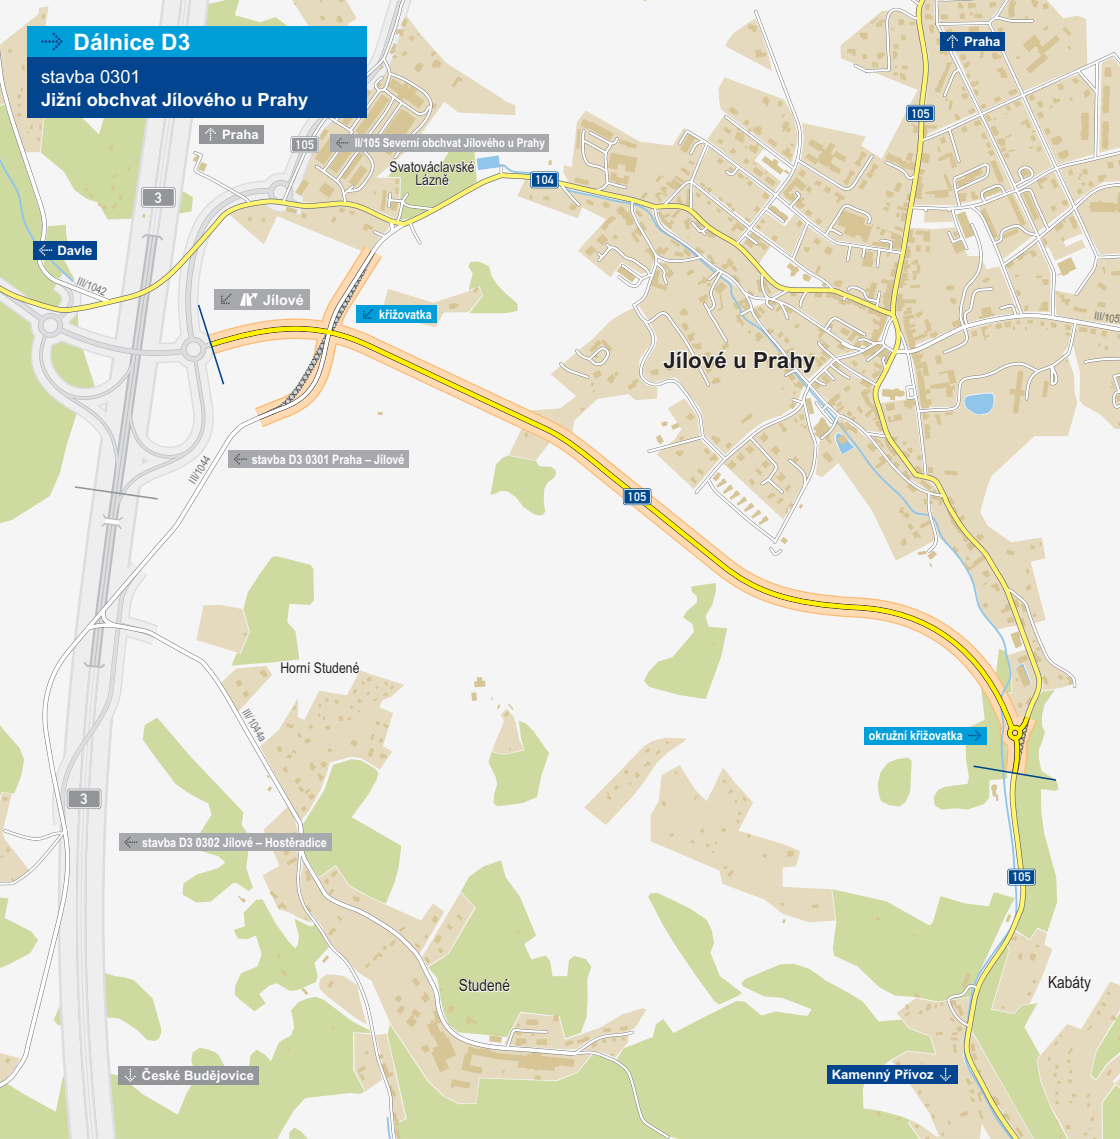 Dálnice D3
stavba 0301
Jižní obchvat Jílového u Prahy
Praha
105
Praha
105
II/105 Severní obchvat Jílového u Prahy
Svatováclavské
Lázně
104
3
Davle
III/1042
Jílové
křižovatka
III/105
Jílové u Prahy
stavba D3 0301 Praha – Jílové
III/1044
105
Horní Studené
III/1044a
okružní křižovatka
3
stavba D3 0302 Jílové – Hostěradice
105
Studené
Kabáty
České Budějovice
Kamenný Přívoz